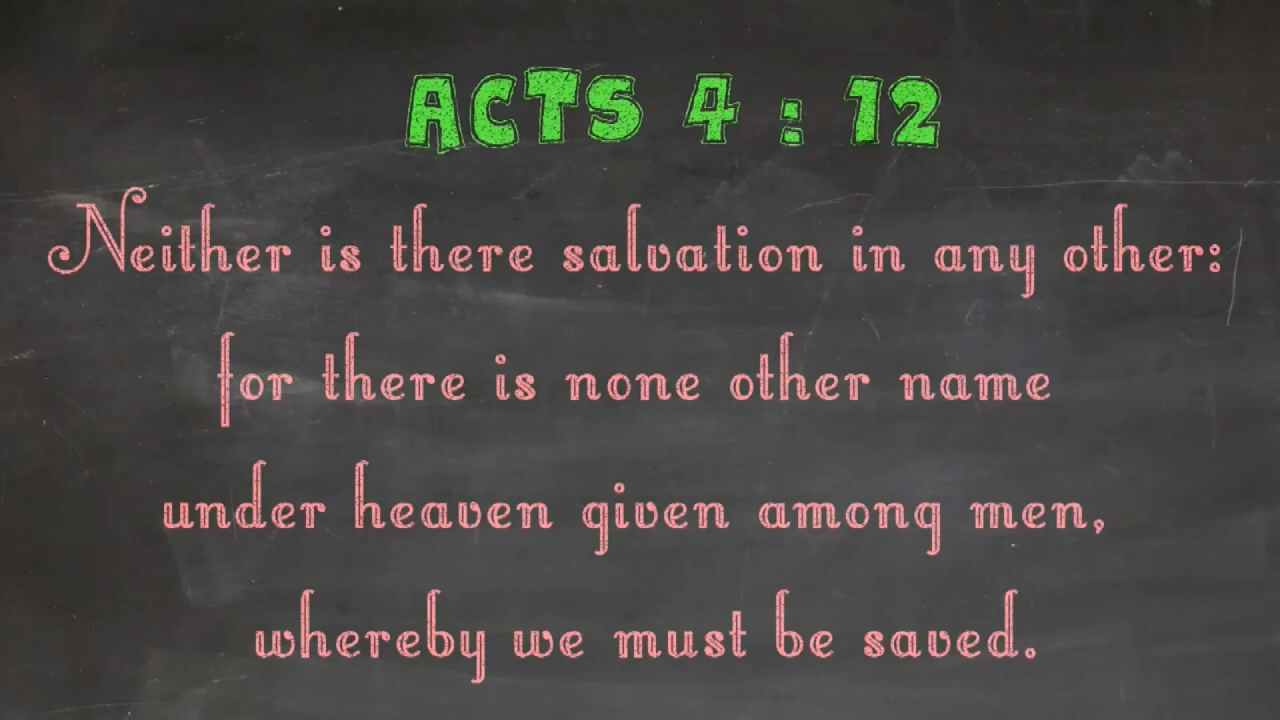 ACTS 4 : 12
Neither is there salvation in any other:
for there is none other name
under heaven given among men,
whereby we must be saved.